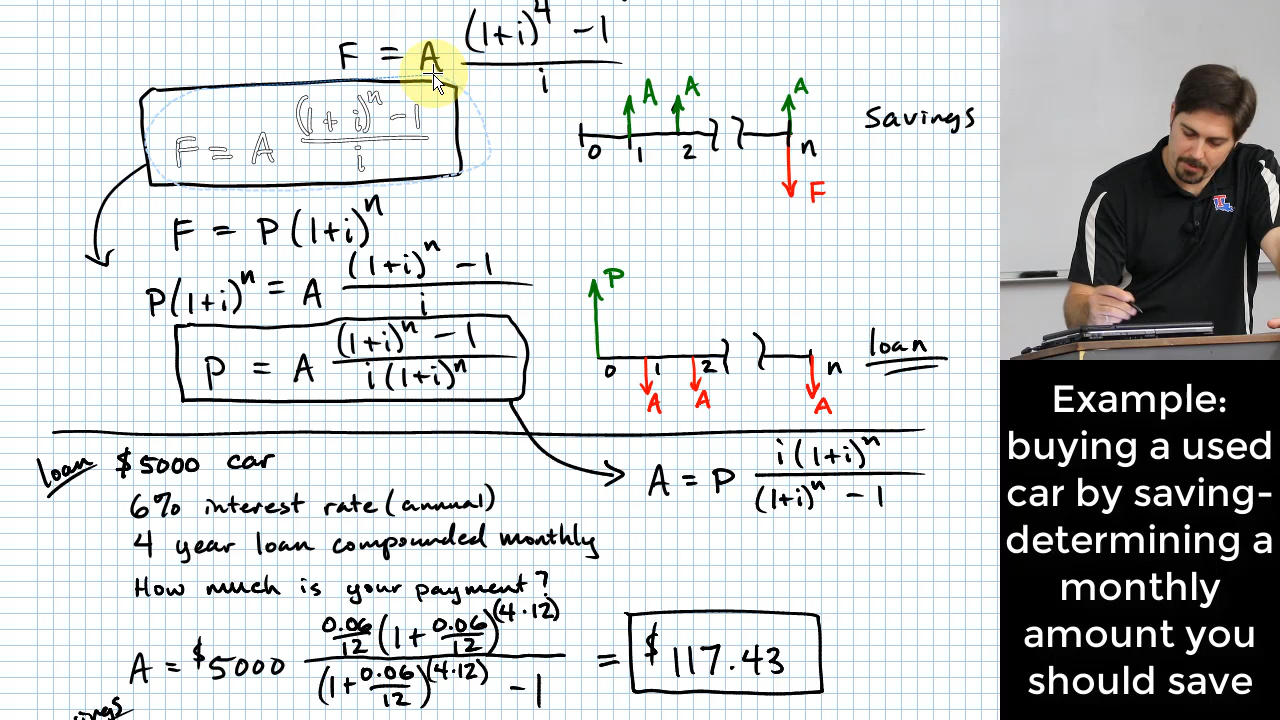 F = A ((1+i)^4 - 1) / i
F = A ((1+i)^n - 1) / i
A A A
0 1 2 n
F
Savings
F = P(1+i)^n
P(1+i)^n = A ((1+i)^n - 1) / i
P = A ((1+i)^n - 1) / (i(1+i)^n)
P
0 1 2 n
A A A
loan
A = P (i(1+i)^n) / ((1+i)^n - 1)
loan $5000 car
6% interest rate (annual)
4 year loan compounded monthly
How much is your payment?
A = $5000 (0.06/12 (1+0.06/12)^(4·12)) / ((1+0.06/12)^(4·12) - 1) = $117.43
Example:
buying a used
car by saving-
determining a
monthly
amount you
should save